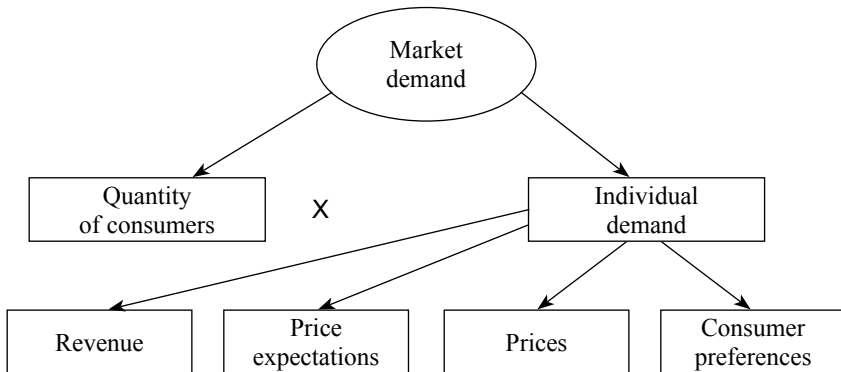 Market
demand
Quantity
of consumers
X
Individual
demand
Revenue
Price
expectations
Prices
Consumer
preferences